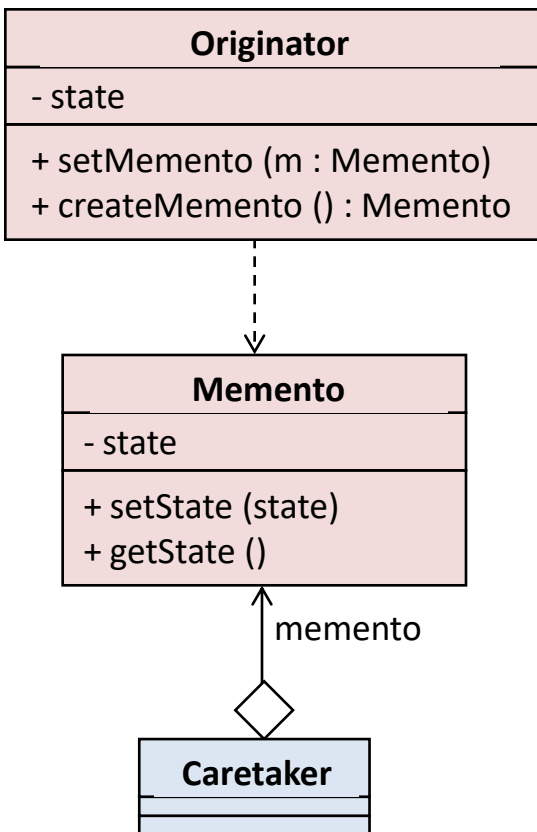 Originator
- state
+ setMemento (m : Memento)
+ createMemento () : Memento
Memento
- state
+ setState (state)
+ getState ()
memento
Caretaker